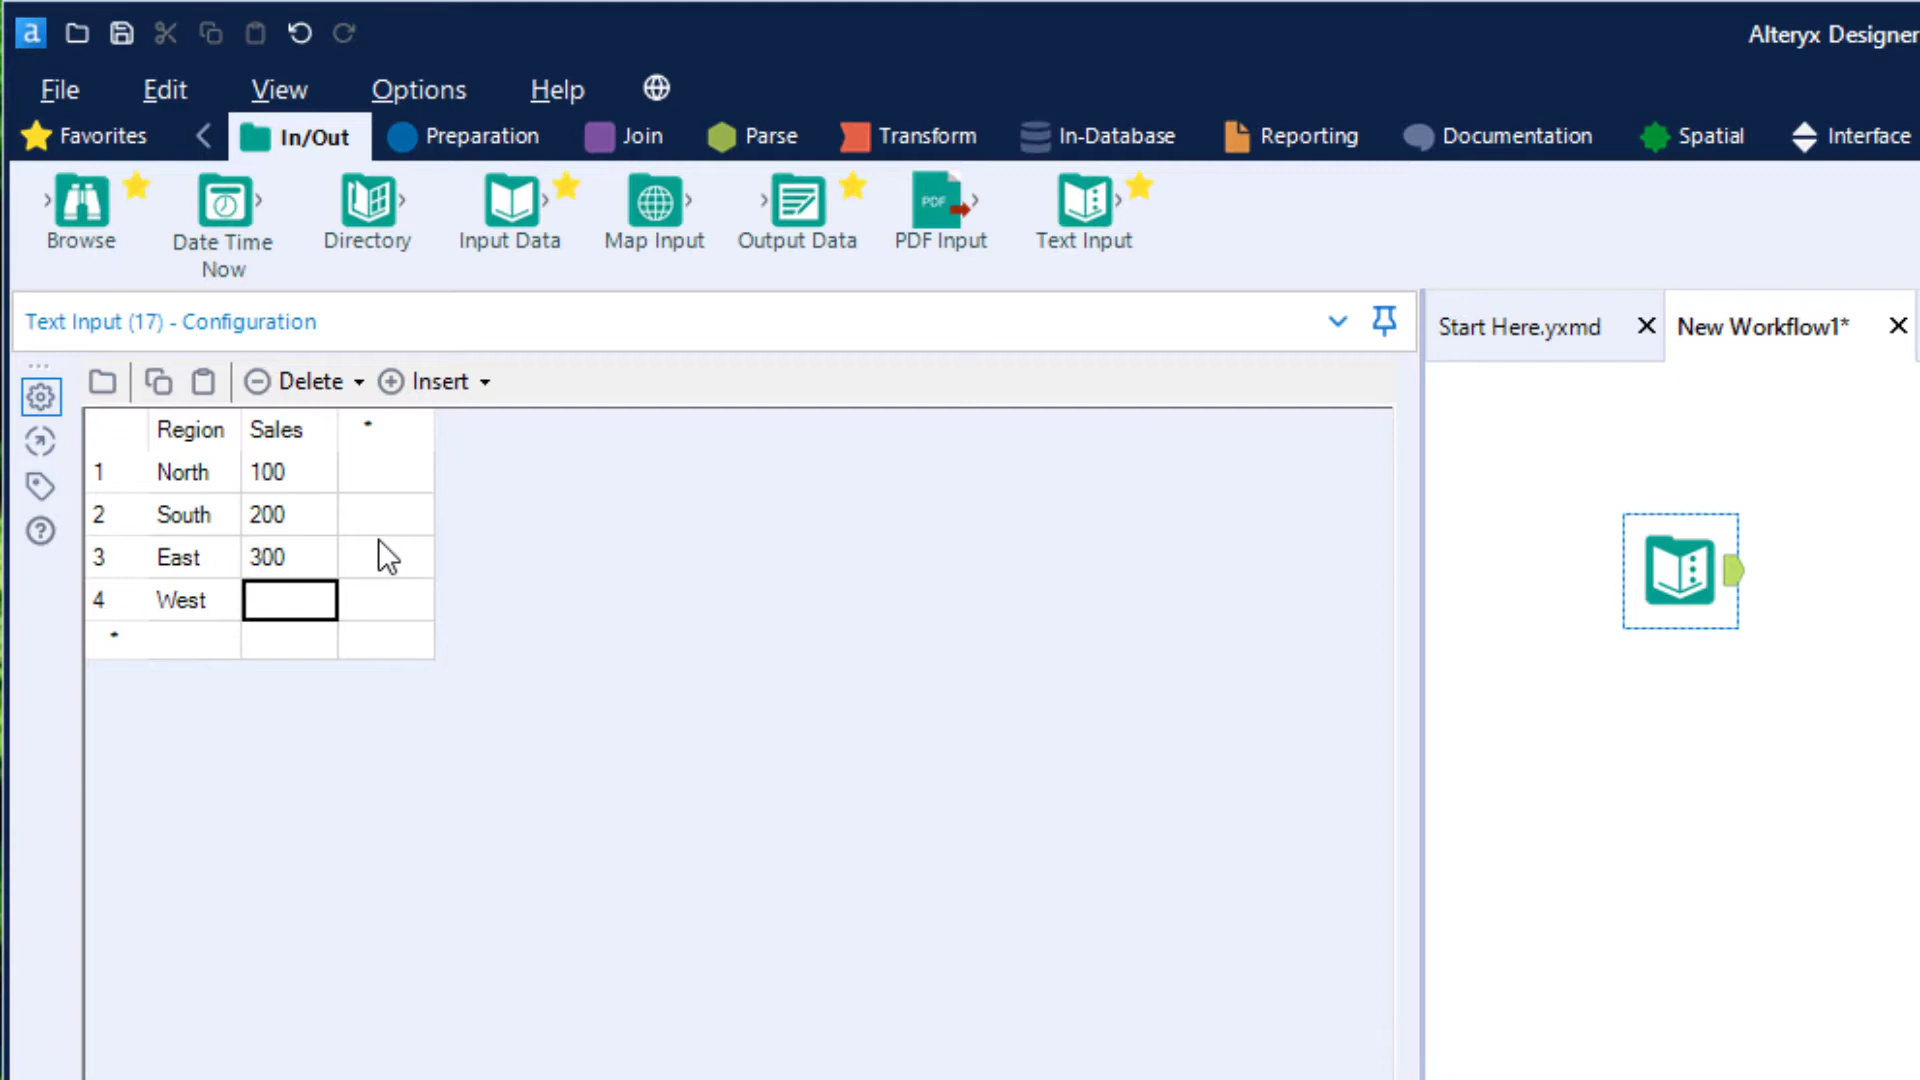 a
Alteryx Designer
File Edit View Options Help
Favorites In/Out Preparation Join Parse Transform In-Database Reporting Documentation Spatial Interface
Browse Date Time Now Directory Input Data Map Input Output Data PDF PDF Input Text Input
Text Input (17) - Configuration
Start Here.yxmd New Workflow1*
Delete Insert
Region Sales *
1 North 100
2 South 200
3 East 300
4 West
*